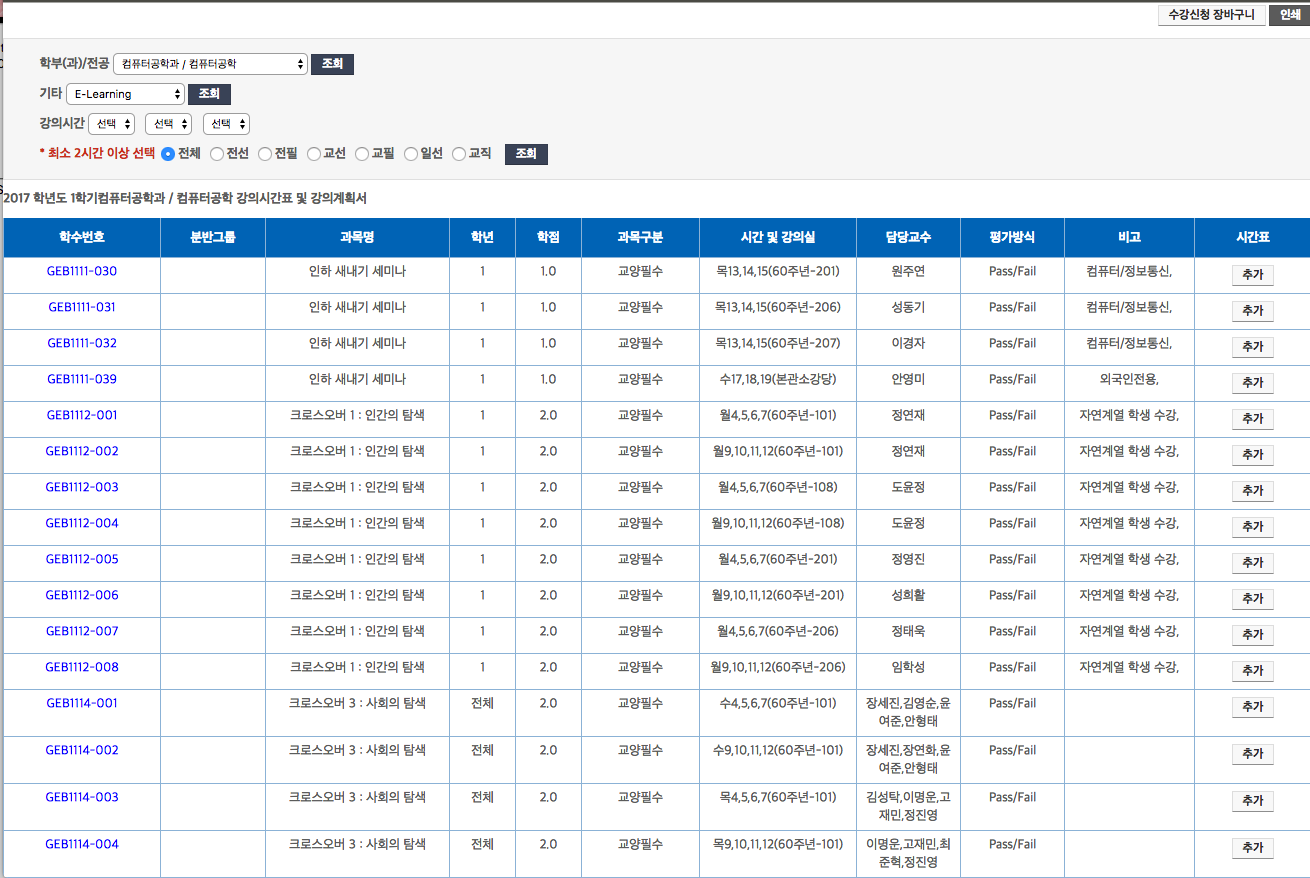 수강신청 장바구니 인쇄
학부(과)/전공 컴퓨터공학과 / 컴퓨터공학 조회
기타 E-Learning 조회
강의시간 선택 선택 선택
* 최소 2시간 이상 선택 전체 전선 전필 교선 교필 일선 교직 조회
2017 학년도 1학기컴퓨터공학과 / 컴퓨터공학 강의시간표 및 강의계획서
학수번호 분반그룹 과목명 학년 학점 과목구분 시간 및 강의실 담당교수 평가방식 비고 시간표
GEB1111-030 인하 새내기 세미나 1 1.0 교양필수 목13,14,15(60주년-201) 원주연 Pass/Fail 컴퓨터/정보통신, 추가
GEB1111-031 인하 새내기 세미나 1 1.0 교양필수 목13,14,15(60주년-206) 성동기 Pass/Fail 컴퓨터/정보통신, 추가
GEB1111-032 인하 새내기 세미나 1 1.0 교양필수 목13,14,15(60주년-207) 이경자 Pass/Fail 컴퓨터/정보통신, 추가
GEB1111-039 인하 새내기 세미나 1 1.0 교양필수 수17,18,19(본관소강당) 안영미 Pass/Fail 외국인전용, 추가
GEB1112-001 크로스오버 1 : 인간의 탐색 1 2.0 교양필수 월4,5,6,7(60주년-101) 정연재 Pass/Fail 자연계열 학생 수강, 추가
GEB1112-002 크로스오버 1 : 인간의 탐색 1 2.0 교양필수 월9,10,11,12(60주년-101) 정연재 Pass/Fail 자연계열 학생 수강, 추가
GEB1112-003 크로스오버 1 : 인간의 탐색 1 2.0 교양필수 월4,5,6,7(60주년-108) 도윤정 Pass/Fail 자연계열 학생 수강, 추가
GEB1112-004 크로스오버 1 : 인간의 탐색 1 2.0 교양필수 월9,10,11,12(60주년-108) 도윤정 Pass/Fail 자연계열 학생 수강, 추가
GEB1112-005 크로스오버 1 : 인간의 탐색 1 2.0 교양필수 월4,5,6,7(60주년-201) 정영진 Pass/Fail 자연계열 학생 수강, 추가
GEB1112-006 크로스오버 1 : 인간의 탐색 1 2.0 교양필수 월9,10,11,12(60주년-201) 성희활 Pass/Fail 자연계열 학생 수강, 추가
GEB1112-007 크로스오버 1 : 인간의 탐색 1 2.0 교양필수 월4,5,6,7(60주년-206) 정태욱 Pass/Fail 자연계열 학생 수강, 추가
GEB1112-008 크로스오버 1 : 인간의 탐색 1 2.0 교양필수 월9,10,11,12(60주년-206) 임학성 Pass/Fail 자연계열 학생 수강, 추가
GEB1114-001 크로스오버 3 : 사회의 탐색 전체 2.0 교양필수 수4,5,6,7(60주년-101) 장세진,김영순,윤 Pass/Fail 추가
여준,안형태
GEB1114-002 크로스오버 3 : 사회의 탐색 전체 2.0 교양필수 수9,10,11,12(60주년-101) 장세진,장연화,윤 Pass/Fail 추가
여준,안형태
GEB1114-003 크로스오버 3 : 사회의 탐색 전체 2.0 교양필수 목4,5,6,7(60주년-101) 김성탁,이명운,고 Pass/Fail 추가
재민,정진영
GEB1114-004 크로스오버 3 : 사회의 탐색 전체 2.0 교양필수 목9,10,11,12(60주년-101) 이명운,고재민,최 Pass/Fail 추가
준혁,정진영